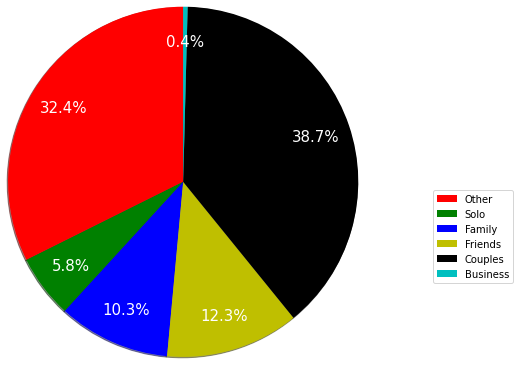 0.4%
32.4%
38.7%
5.8%
10.3%
12.3%
Other
Solo
Family
Friends
Couples
Business